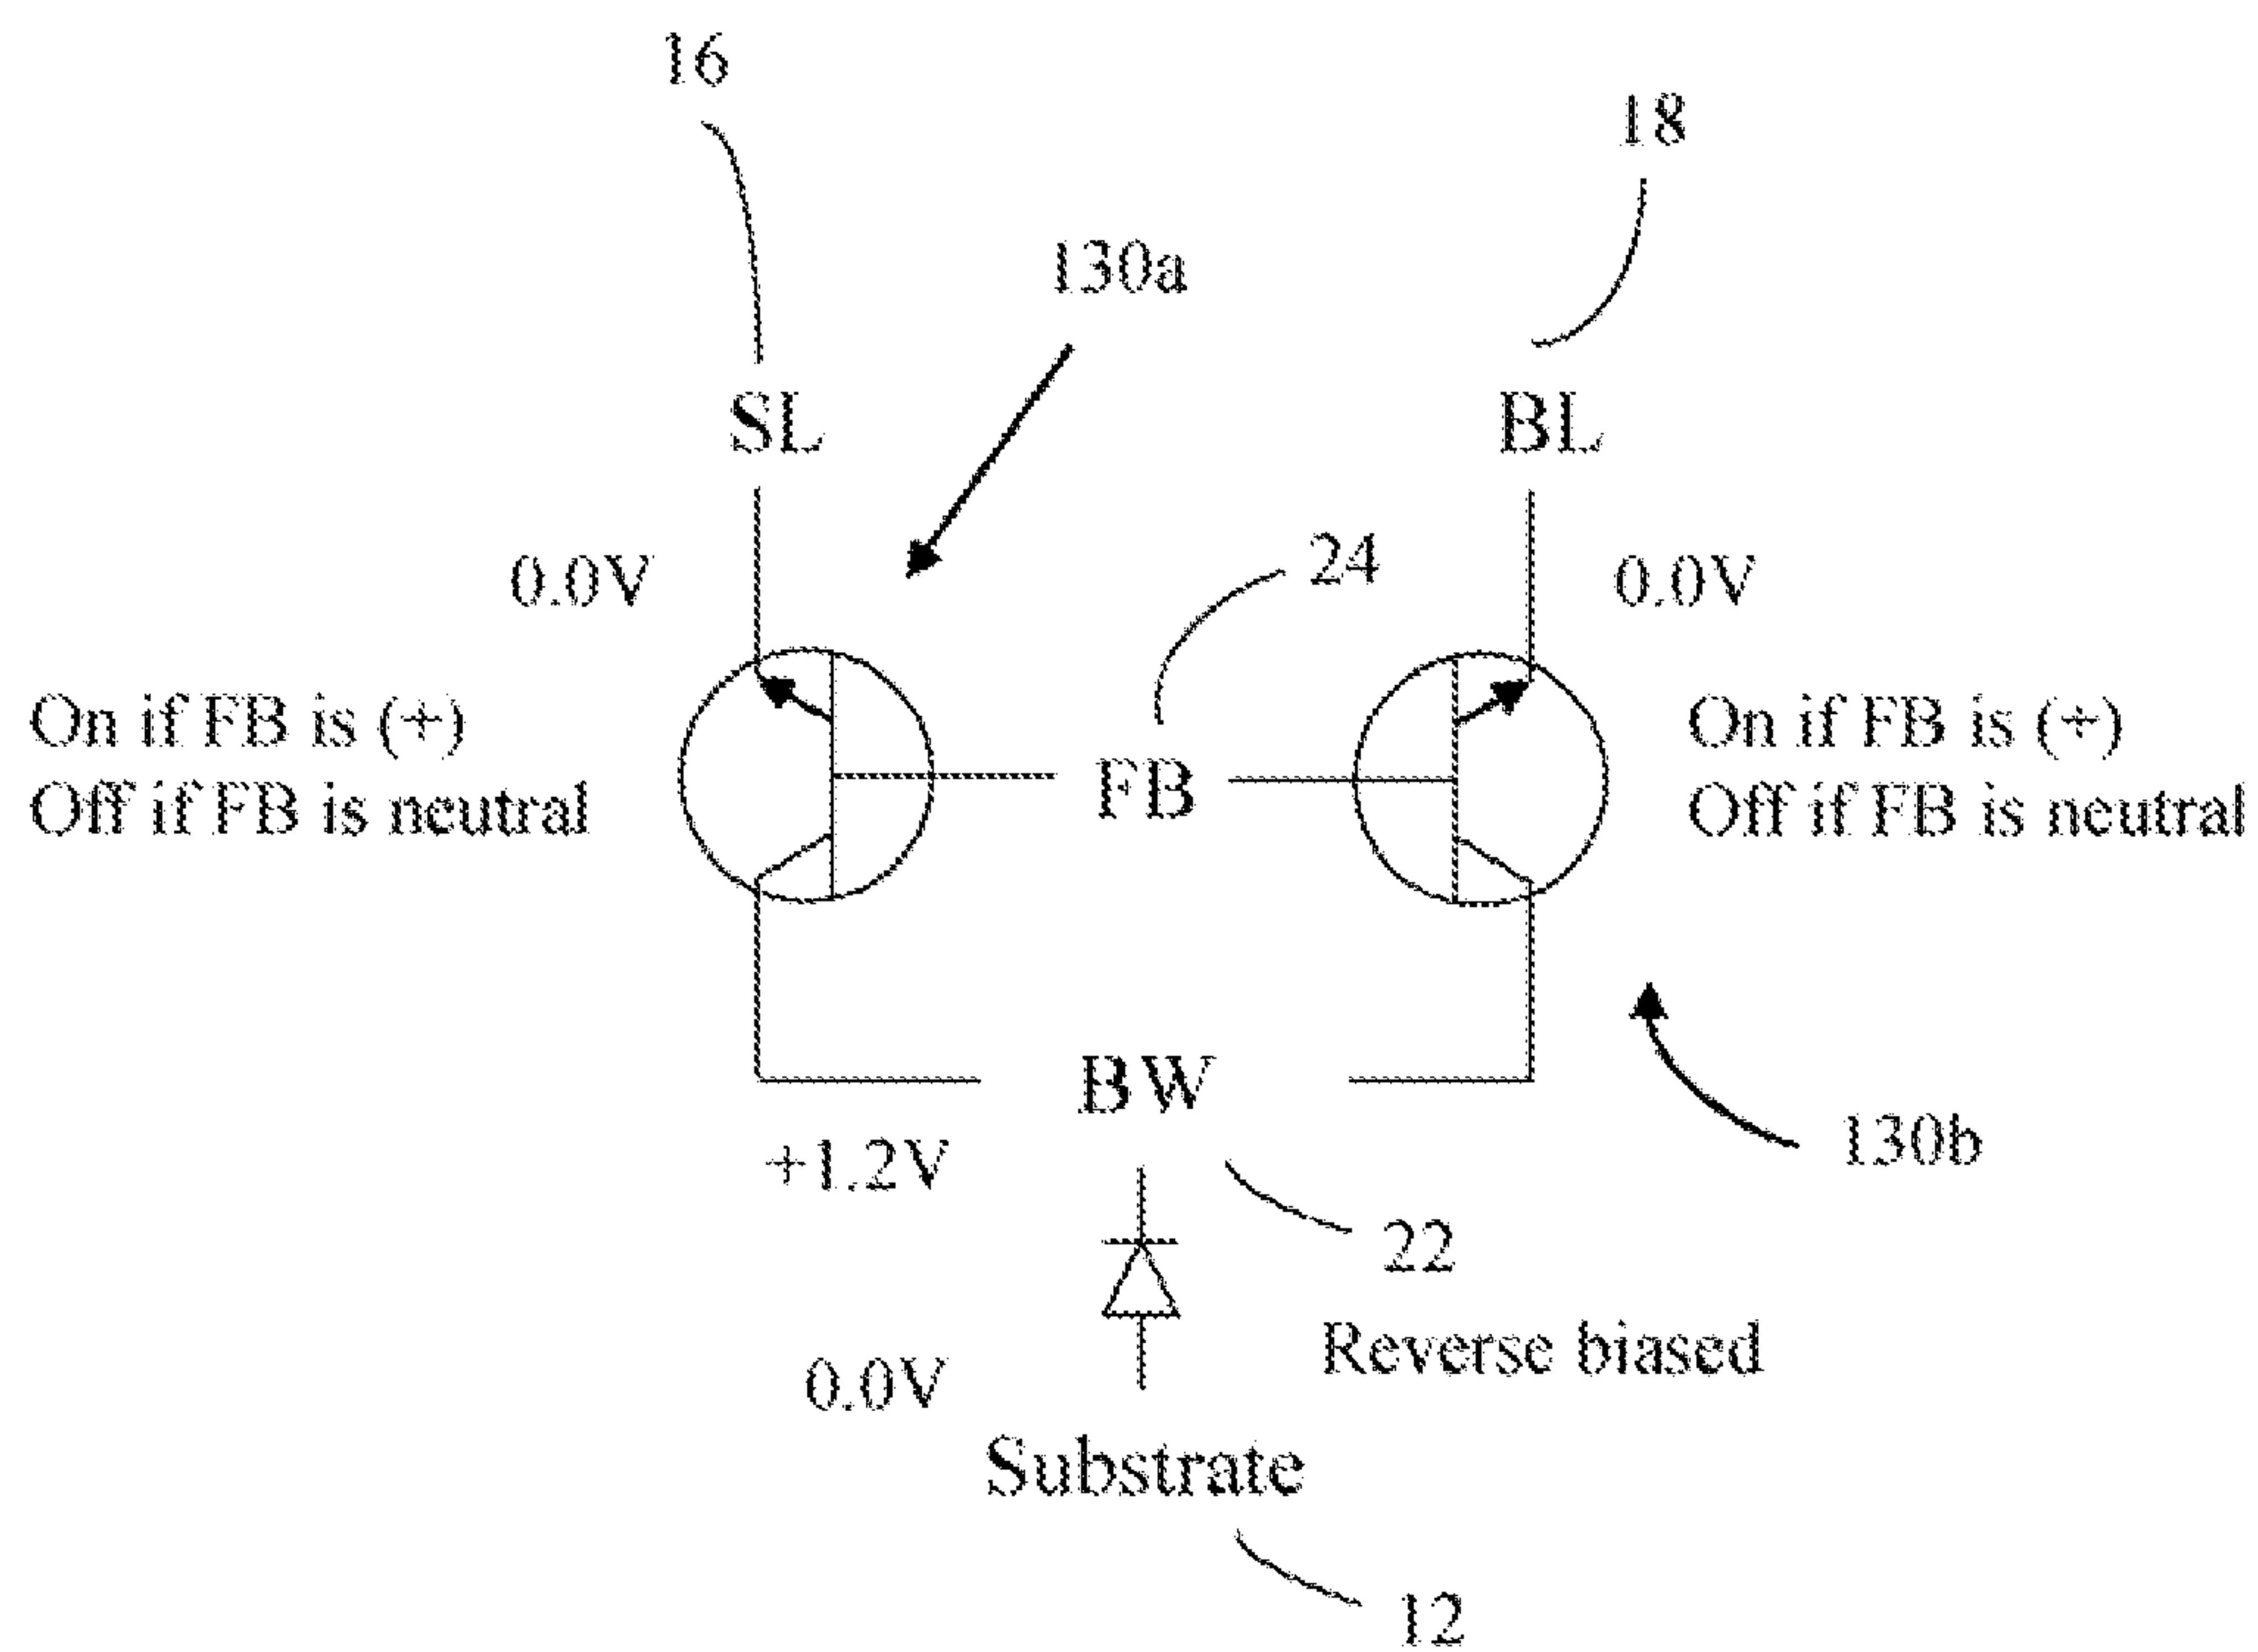 16
18
130a
SL
BL
0.0V
24
0.0V
On if FB is (+)
Off if FB is neutral
FB
On if FB is (+)
Off if FB is neutral
BW
+1.2V
130b
22
Reverse biased
0.0V
Substrate
12